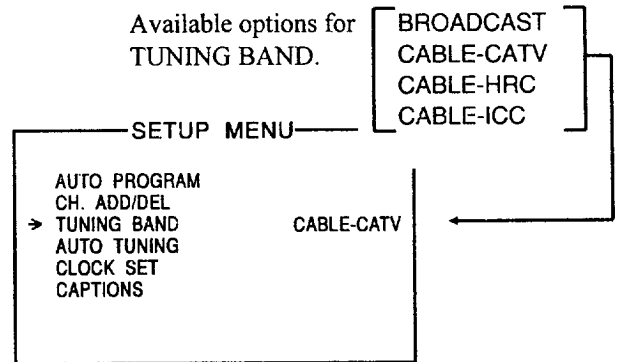 Available options for
TUNING BAND.
BROADCAST
CABLE-CATV
CABLE-HRC
CABLE-ICC
SETUP MENU
AUTO PROGRAM
CH. ADD/DEL
→ TUNING BAND CABLE-CATV
AUTO TUNING
CLOCK SET
CAPTIONS